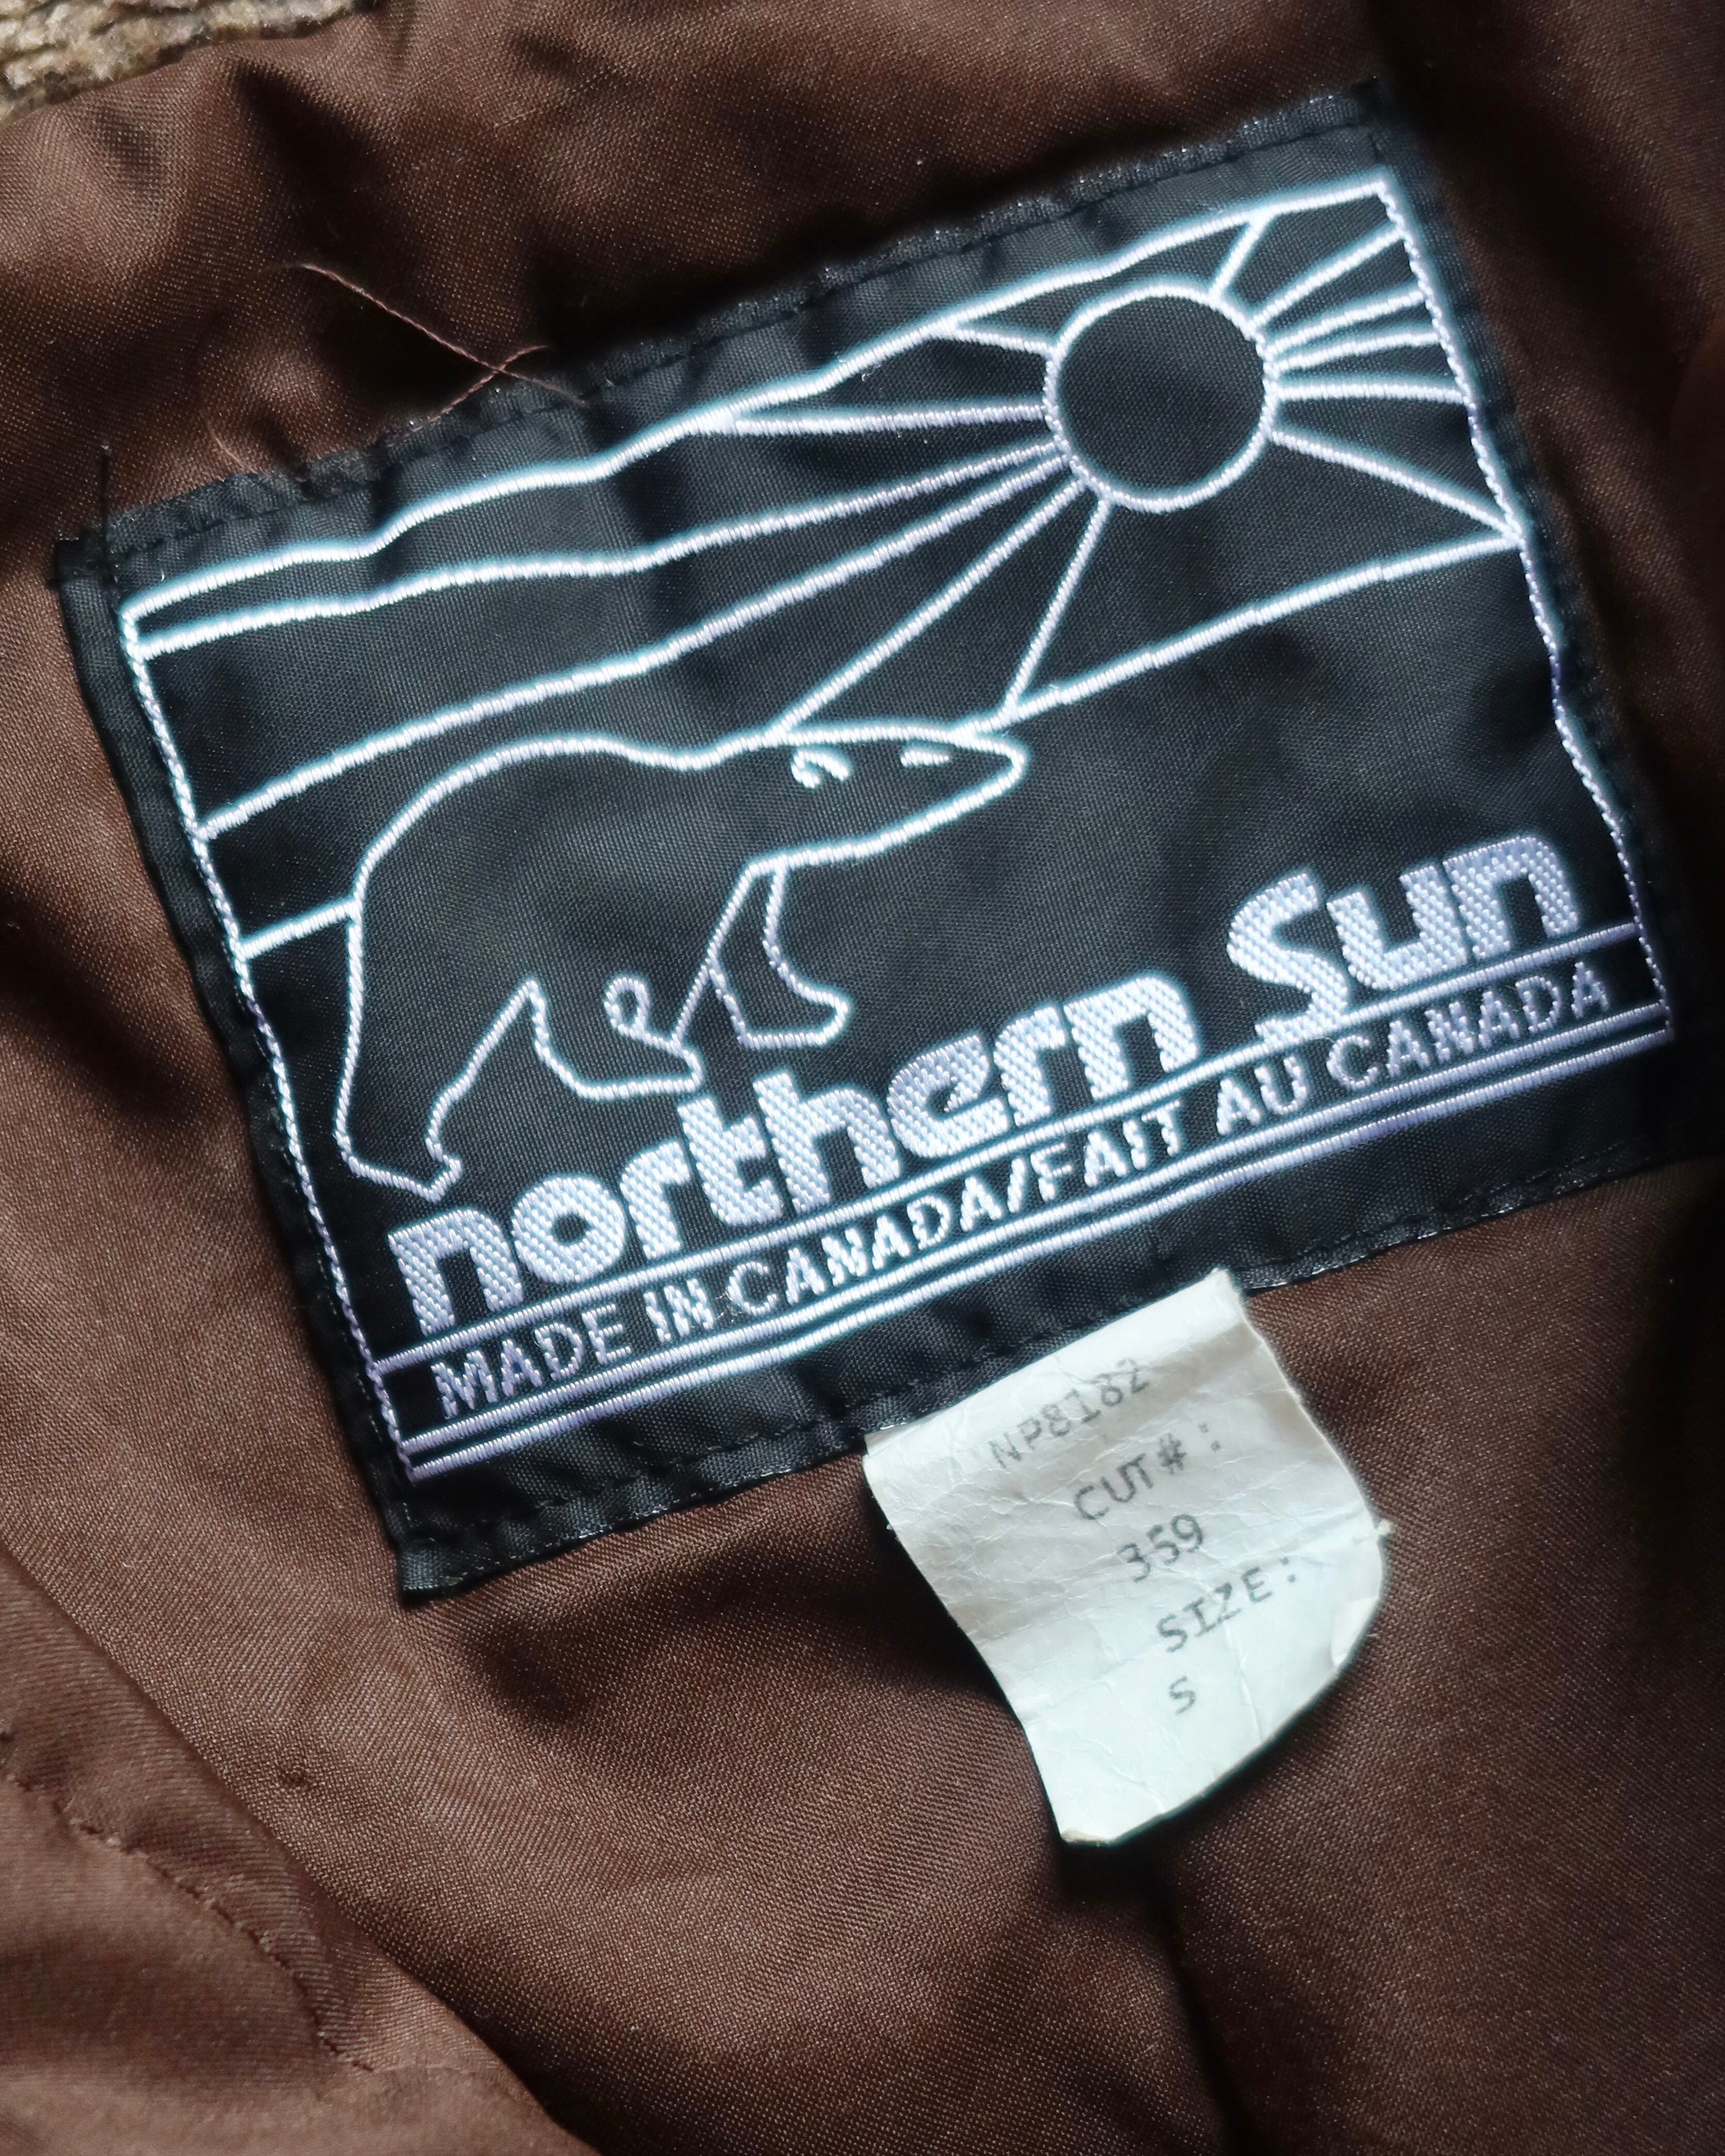 northern Sun
MADE IN CANADA/FAIT AU CANADA
NP8182
CUT#:
359
SIZE:
S